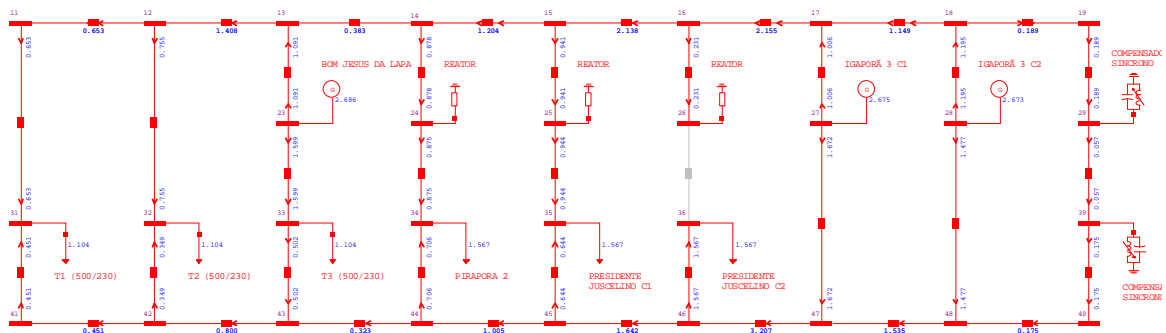 11 12 13 14 15 16 17 18 19
0.653 1.408 0.383 1.204 2.138 2.155 1.149 0.189
0.653 0.755 1.091 0.878 0.941 0.231 1.006 1.195 0.189
BOM JESUS DA LAPA REATOR REATOR REATOR IGAPORÃ 3 C1 IGAPORÃ 3 C2 COMPENSADO
SINCRONO
G G G
2.686 2.675 2.673
1.091 0.878 0.941 0.231 1.006 1.195 0.189
23 24 25 26 27 28 29
1.599 0.875 0.944 1.672 1.477 0.057
0.653 0.755 1.599 0.875 0.944 0.057
31 32 33 34 35 36 39
1.104 1.104 1.104 1.567 1.567 1.567
0.451 0.349 0.502 0.706 0.644 1.567 0.175
T1 (500/230) T2 (500/230) T3 (500/230) PIRAPORA 2 PRESIDENTE
JUSCELINO C1
PRESIDENTE
JUSCELINO C2
COMPENSADO
SINCRONO
0.451 0.349 0.502 0.706 0.644 1.567 1.672 1.477 0.175
41 42 43 44 45 46 47 48 49
0.451 0.800 0.323 1.005 1.642 3.207 1.535 0.175